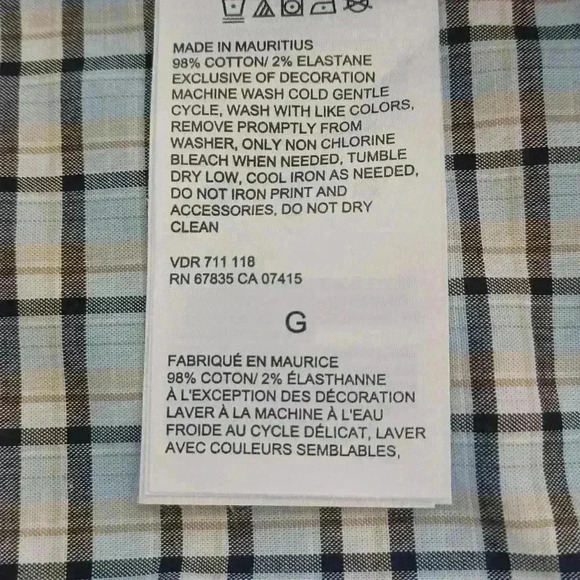 MADE IN MAURITIUS
98% COTTON/ 2% ELASTANE
EXCLUSIVE OF DECORATION
MACHINE WASH COLD GENTLE
CYCLE, WASH WITH LIKE COLORS,
REMOVE PROMPTLY FROM
WASHER, ONLY NON CHLORINE
BLEACH WHEN NEEDED, TUMBLE
DRY LOW, COOL IRON AS NEEDED,
DO NOT IRON PRINT AND
ACCESSORIES, DO NOT DRY
CLEAN
VDR 711 118
RN 67835 CA 07415
G
FABRIQUÉ EN MAURICE
98% COTON/ 2% ÉLASTHANNE
À L'EXCEPTION DES DÉCORATION
LAVER À LA MACHINE À L'EAU
FROIDE AU CYCLE DÉLICAT, LAVER
AVEC COULEURS SEMBLABLES,